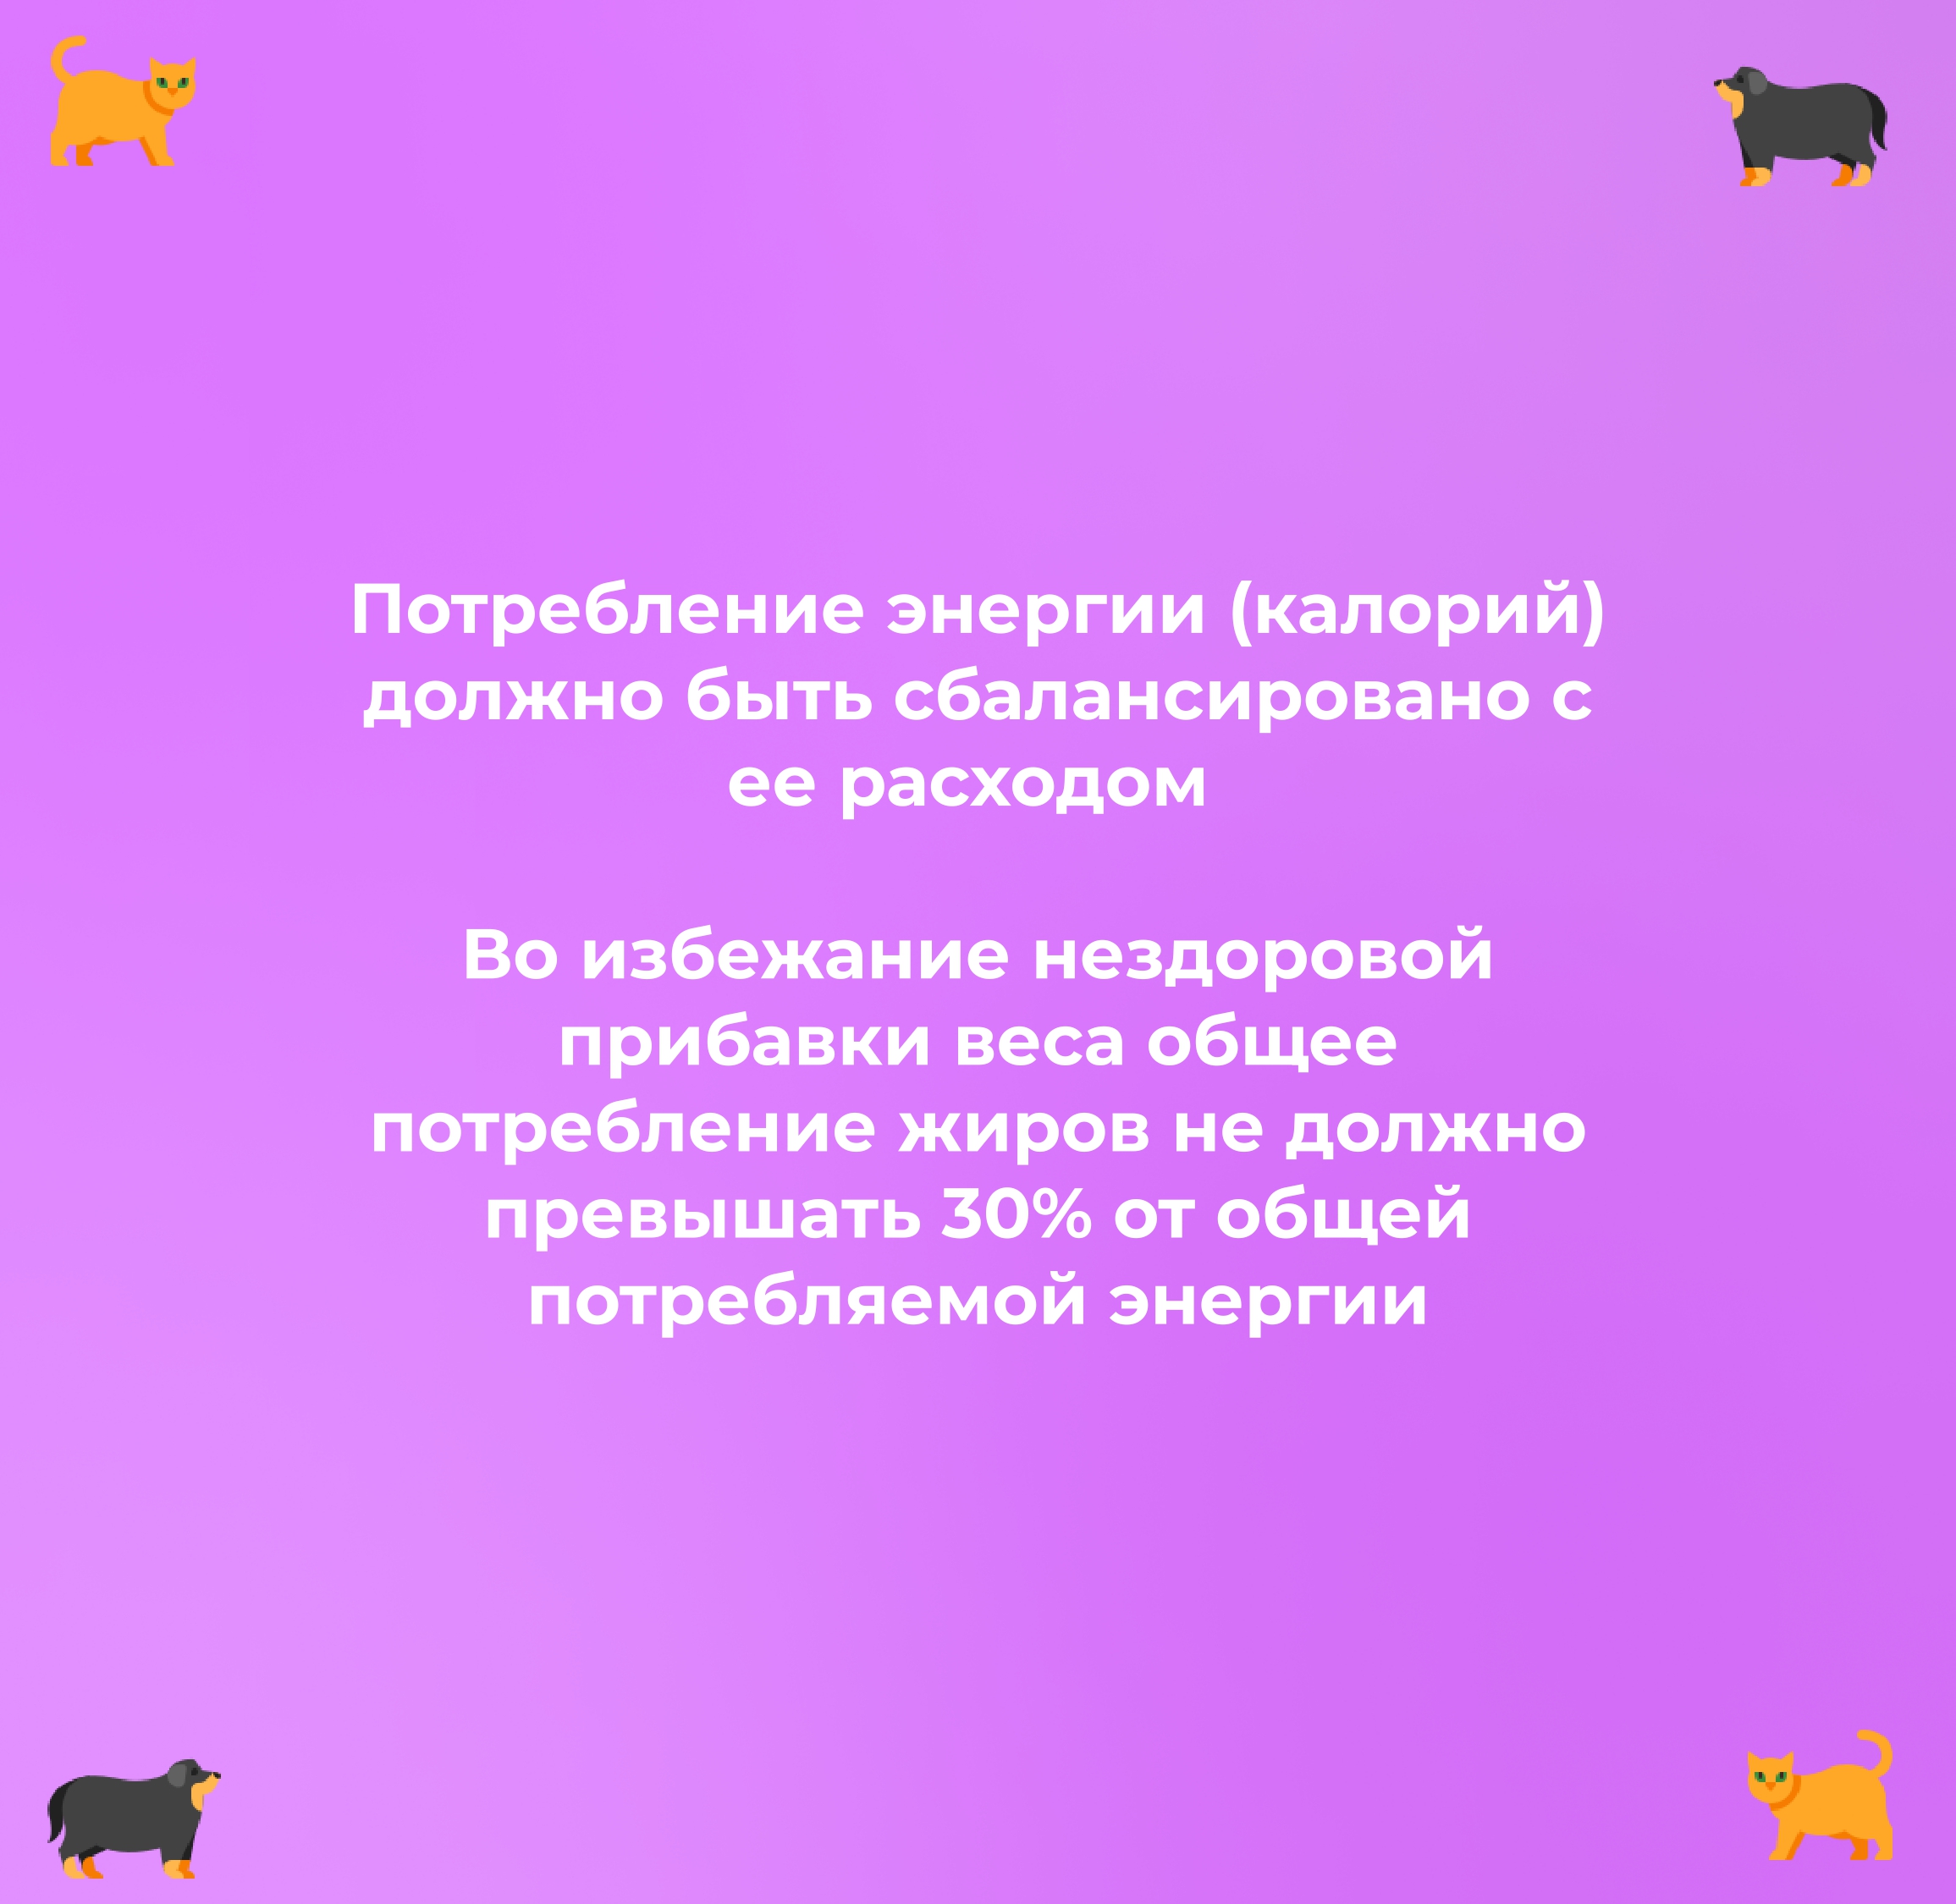 Потребление энергии (калорий)
должно быть сбалансировано с
ее расходом
Во избежание нездоровой
прибавки веса общее
потребление жиров не должно
превышать 30% от общей
потребляемой энергии